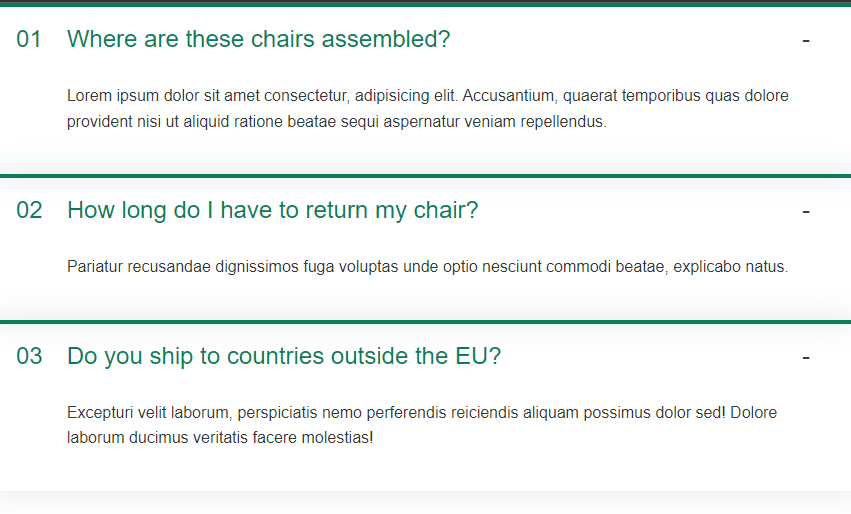 01 Where are these chairs assembled? -
Lorem ipsum dolor sit amet consectetur, adipisicing elit. Accusantium, quaerat temporibus quas dolore
provident nisi ut aliquid ratione beatae sequi aspernatur veniam repellendus.
02 How long do I have to return my chair? -
Pariatur recusandae dignissimos fuga voluptas unde optio nesciunt commodi beatae, explicabo natus.
03 Do you ship to countries outside the EU? -
Excepturi velit laborum, perspiciatis nemo perferendis reiciendis aliquam possimus dolor sed! Dolore
laborum ducimus veritatis facere molestias!